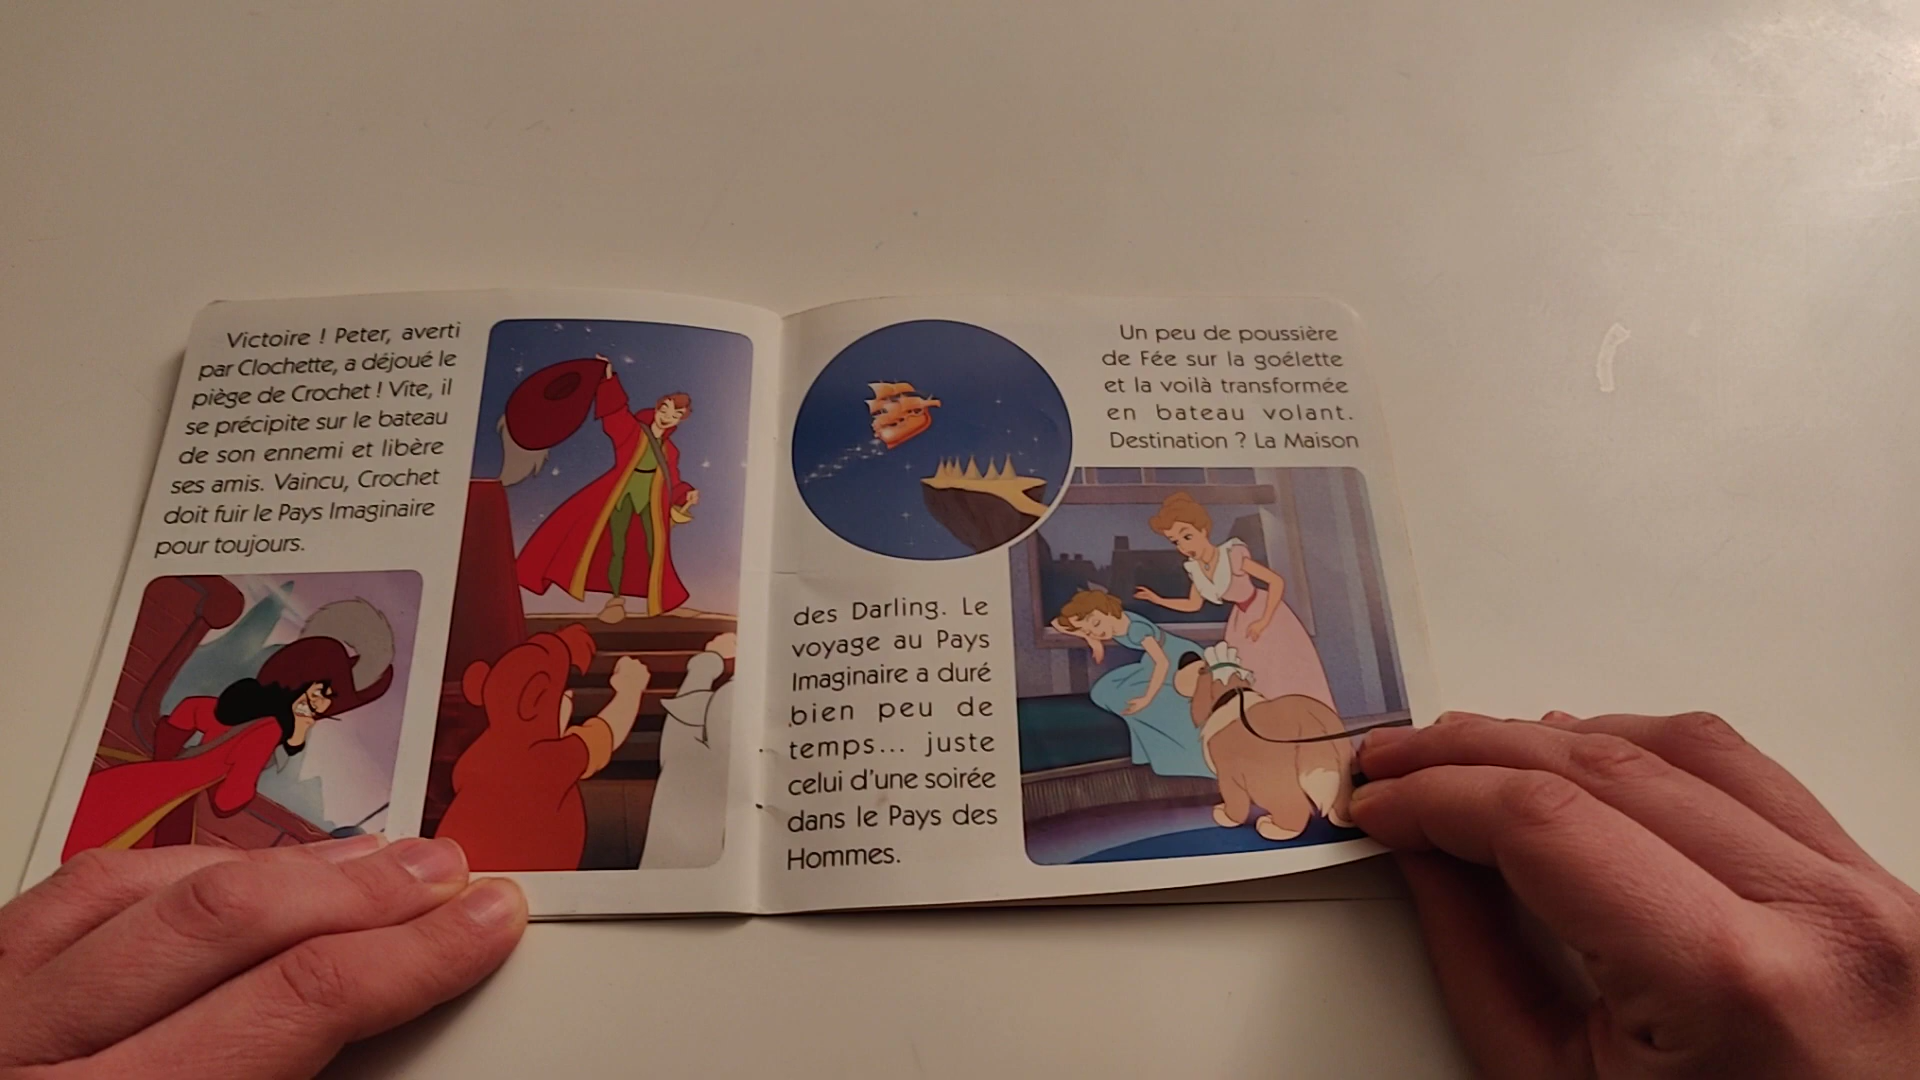 Victoire ! Peter, averti
par Clochette, a déjoué le
piège de Crochet ! Vite, il
se précipite sur le bateau
de son ennemi et libère
ses amis. Vaincu, Crochet
doit fuir le Pays Imaginaire
pour toujours.
Un peu de poussière
de Fée sur la goélette
et la voilà transformée
en bateau volant.
Destination ? La Maison
des Darling. Le
voyage au Pays
Imaginaire a duré
bien peu de
temps... juste
celui d'une soirée
dans le Pays des
Hommes.